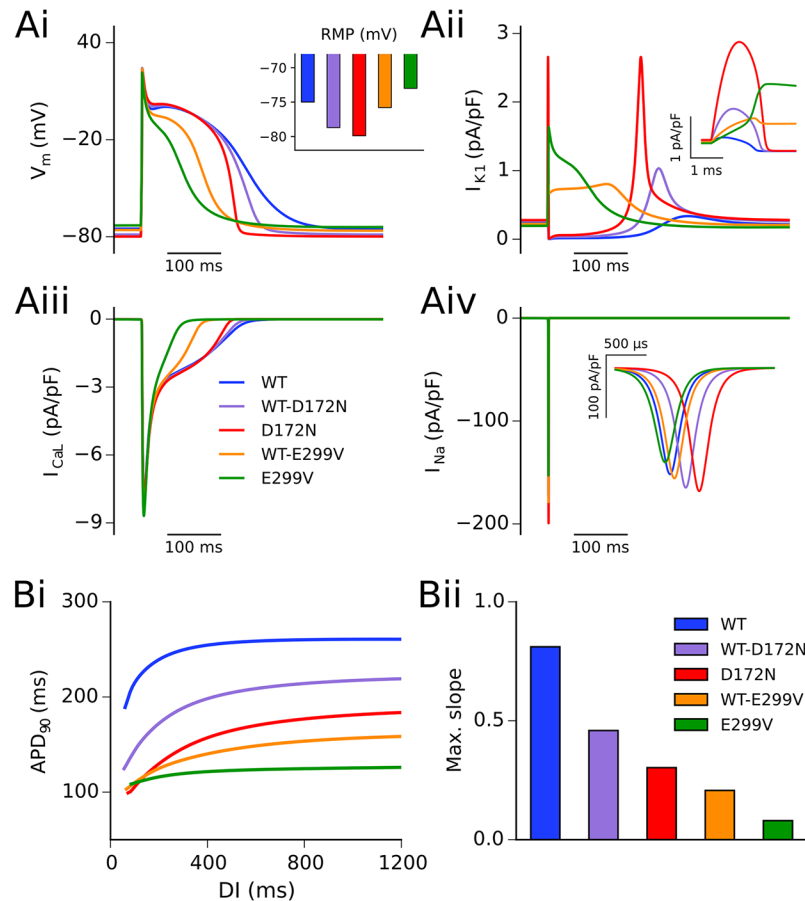 Ai
Vm (mV)
40
−20
−80
100 ms
RMP (mV)
−70
−75
−80
Aii
IK1 (pA/pF)
3
2
1
0
100 ms
1 pA/pF
1 ms
Aiii
ICaL (pA/pF)
0
−3
−6
−9
100 ms
WT
WT-D172N
D172N
WT-E299V
E299V
Aiv
INa (pA/pF)
0
−100
−200
100 ms
500 µs
100 pA/pF
Bi
APD90 (ms)
300
200
100
0
400
800
1200
DI (ms)
Bii
Max. slope
1.0
0.5
0.0
WT
WT-D172N
D172N
WT-E299V
E299V